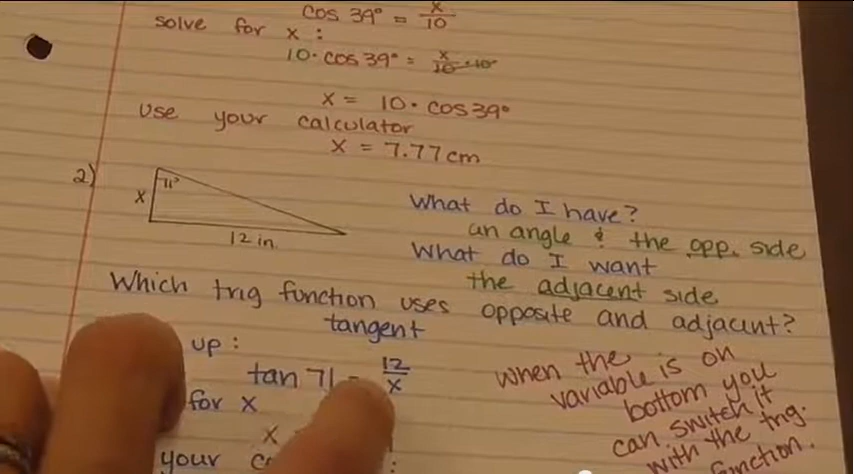 cos 39° = x/10
solve for x :
10 · cos 39° = x/10 · 10
x = 10 · cos 39°
Use your calculator
x = 7.77 cm
2)
71°
x
12 in.
What do I have?
an angle & the opp. side
What do I want
the adjacent side
Which trig function uses opposite and adjacent?
tangent
up :
tan 71 = 12/x
for x
x
your
When the
variable is on
bottom you
can switch it
with the trig.